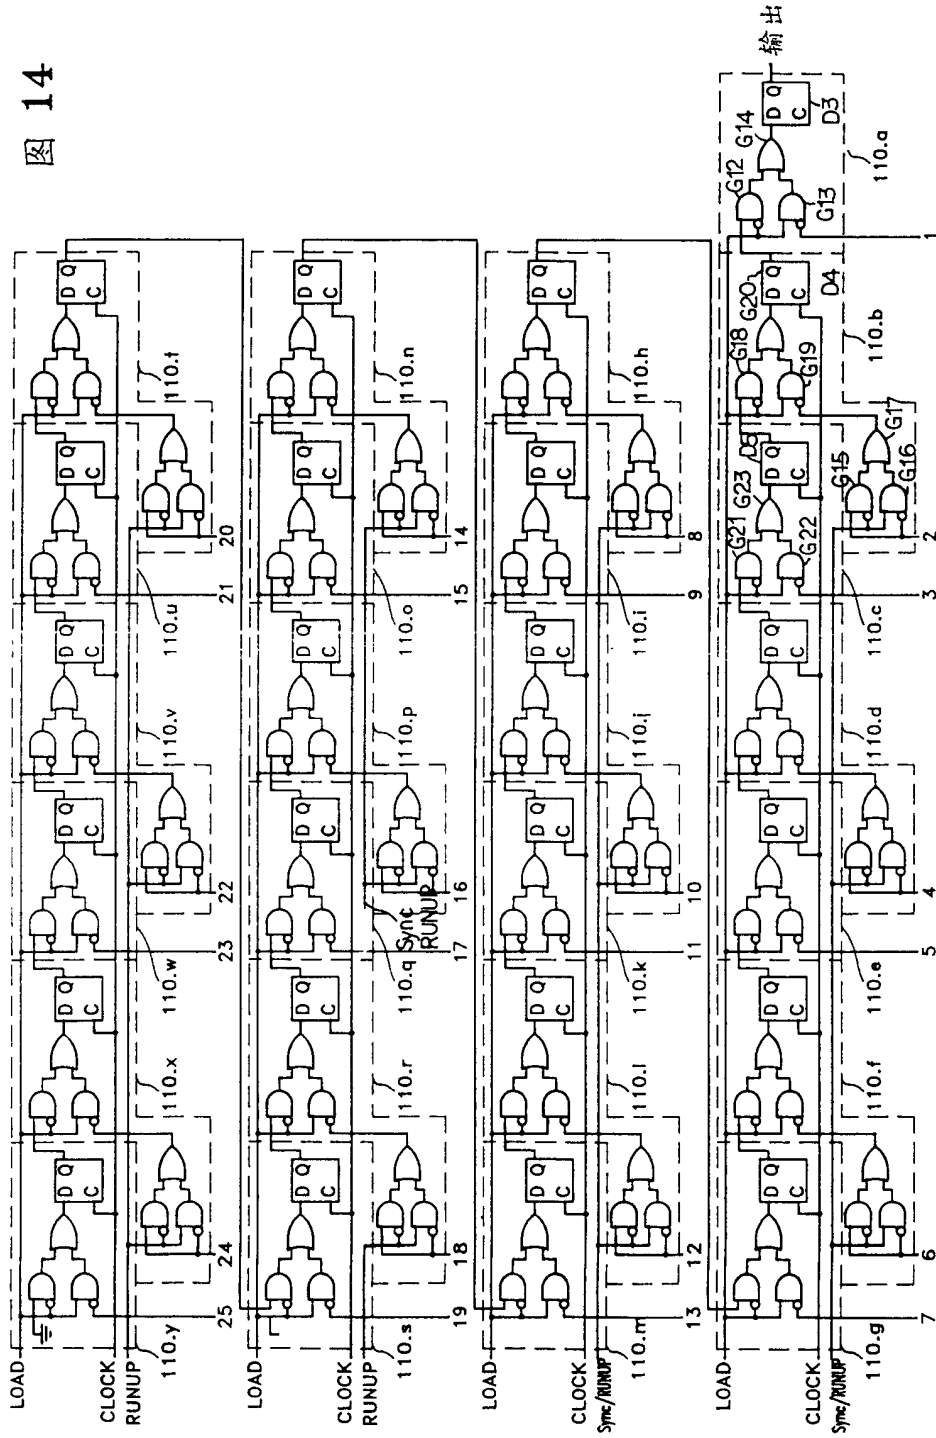 图 14
LOAD
D Q D Q D Q D Q D Q D Q
C C C C C C
CLOCK
RUNUP
110.y 110.x 110.w 110.v 110.u 110.t
25 24 23 22 21 20
LOAD
D Q D Q D Q D Q D Q D Q
C C C C C C
CLOCK
RUNUP
Sync
RUNUP
110.s 110.r 110.q 110.p 110.o 110.n
19 18 17 16 15 14
LOAD
D Q D Q D Q D Q D Q D Q
C C C C C C
CLOCK
Sync/RUNUP
110.m 110.l 110.k 110.j 110.i 110.h
13 12 11 10 9 8
LOAD
G21 G23 D5 G18 G20 G12 G14
D Q D Q D Q D Q D Q D Q D Q
C C C C C C C
输出
G22 G19 D4 G13 D3
CLOCK
Sync/RUNUP
G15 G17
G16
110.g 110.f 110.e 110.d 110.c 110.b 110.a
7 6 5 4 3 2 1